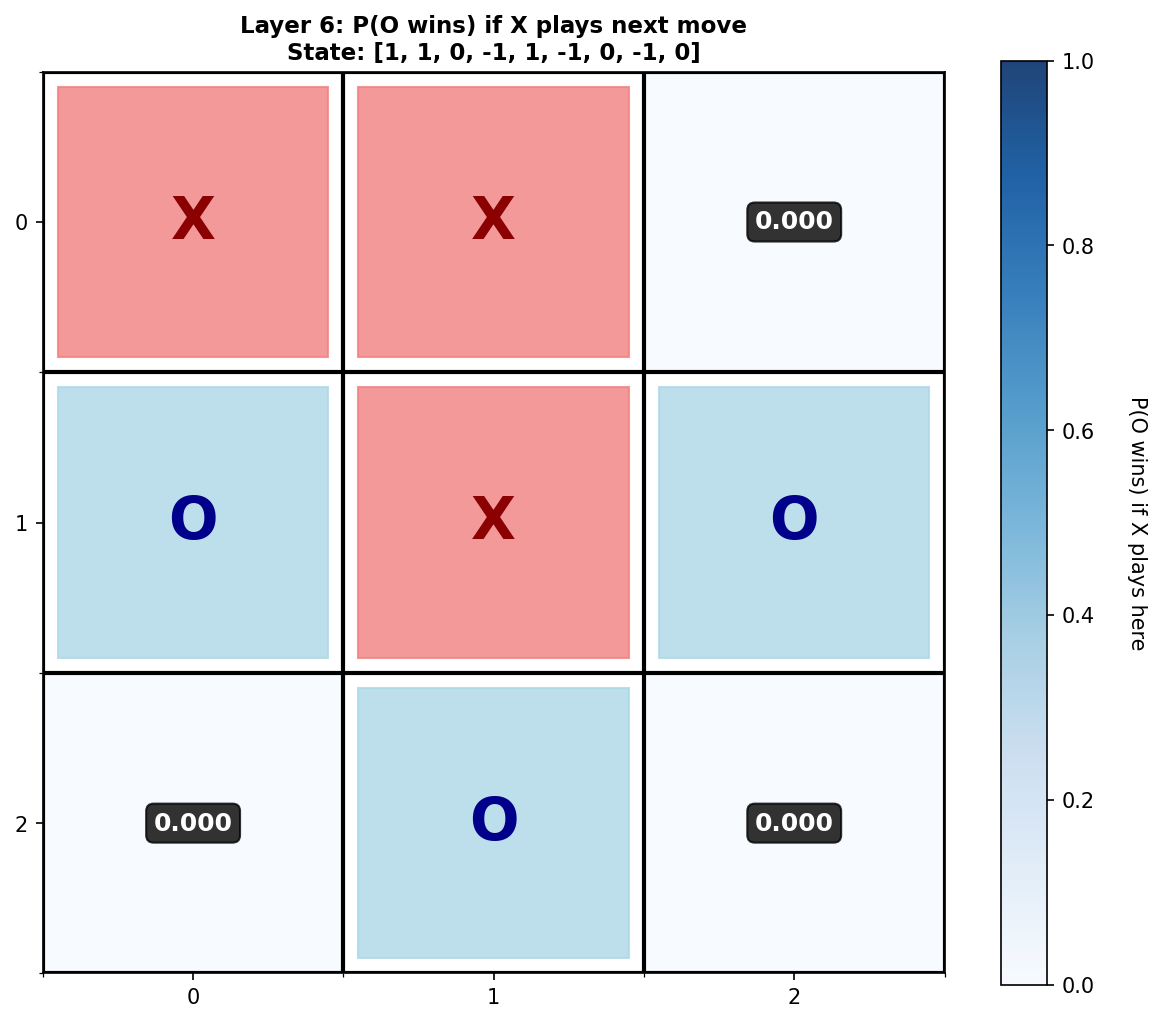 Layer 6: P(O wins) if X plays next move
State: [1, 1, 0, -1, 1, -1, 0, -1, 0]
X X 0.000
O X O
0.000 O 0.000
0
1
2
0 1 2
1.0
0.8
0.6
0.4
0.2
0.0
P(O wins) if X plays here